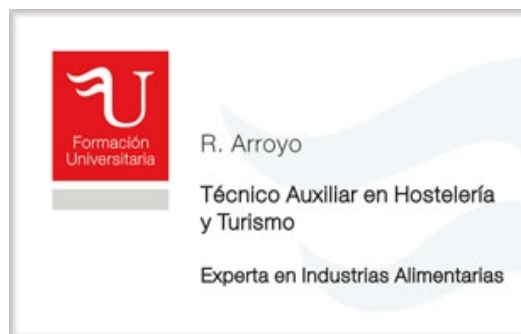 Formación
Universitaria
R. Arroyo
Técnico Auxiliar en Hostelería
y Turismo
Experta en Industrias Alimentarias